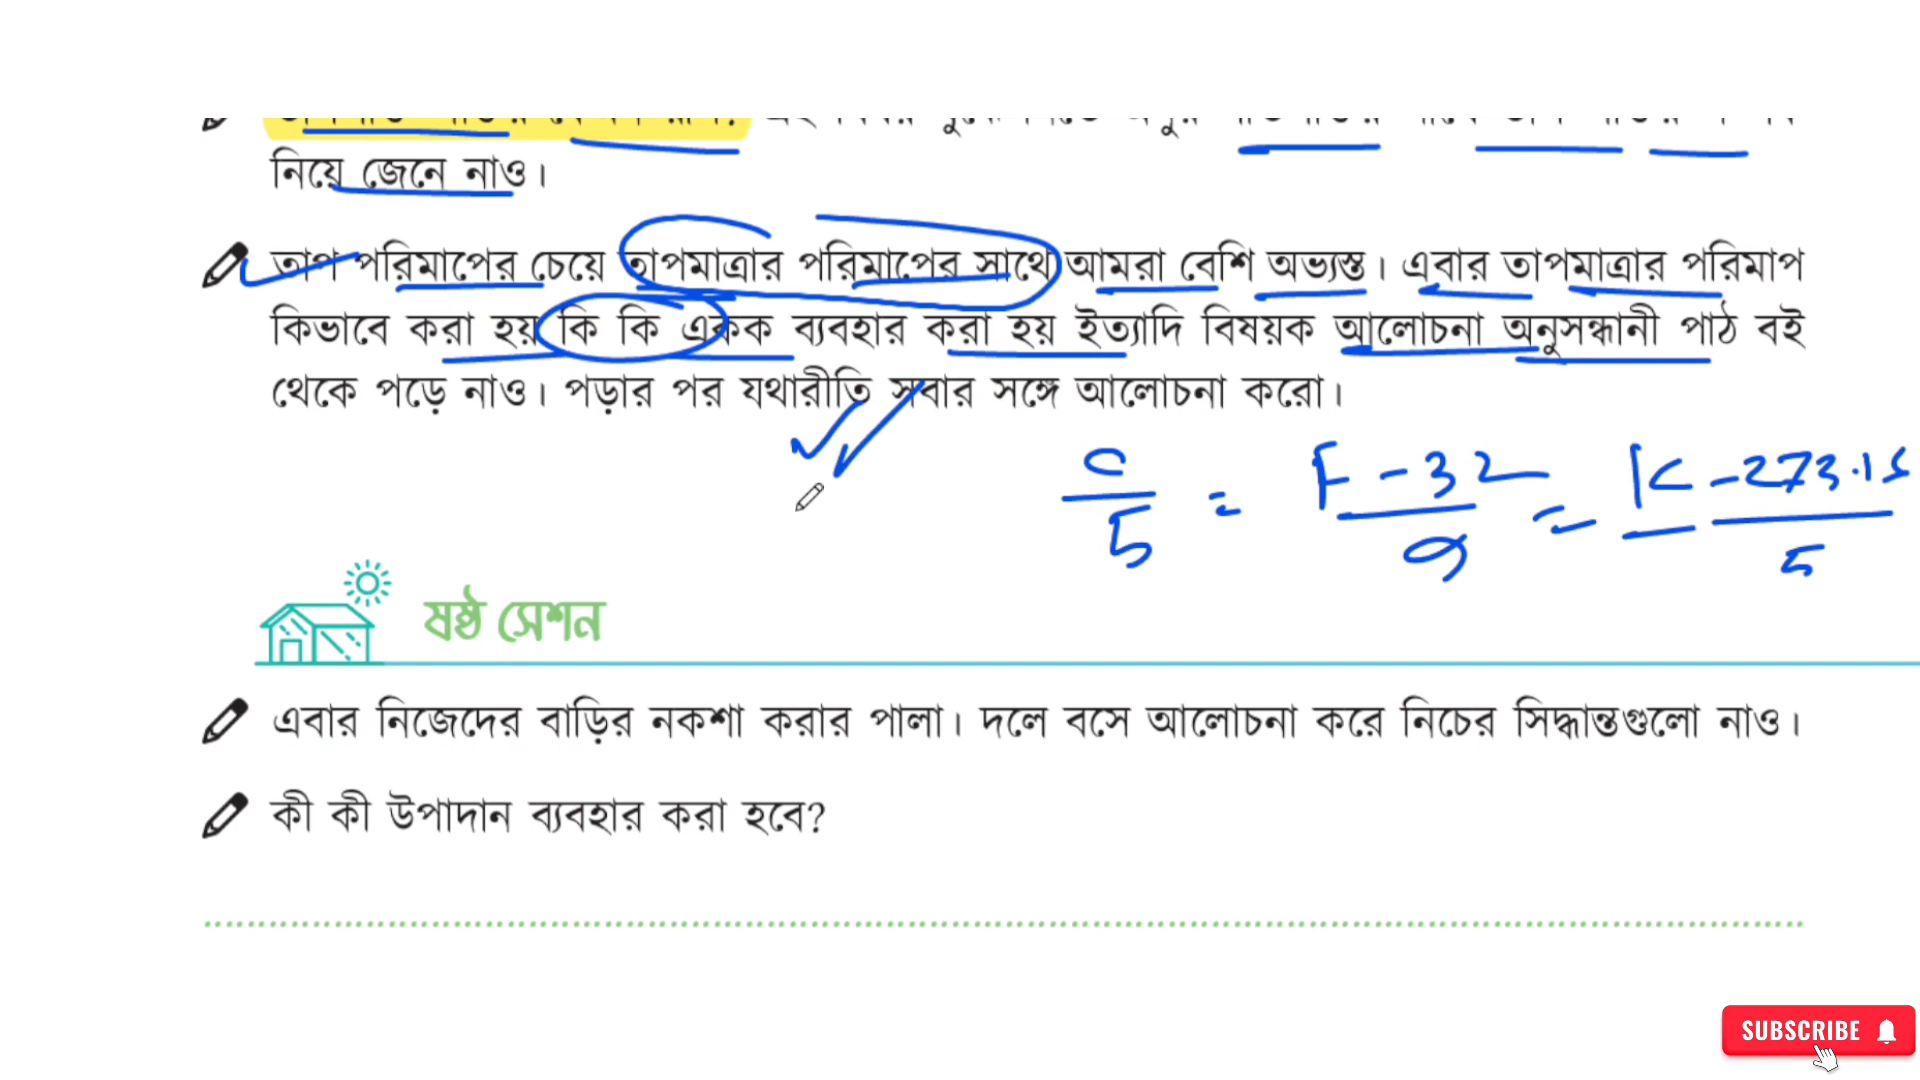 নিয়ে জেনে নাও।
তাপ পরিমাপের চেয়ে তাপমাত্রার পরিমাপের সাথে আমরা বেশি অভ্যস্ত। এবার তাপমাত্রার পরিমাপ
কিভাবে করা হয় কি কি একক ব্যবহার করা হয় ইত্যাদি বিষয়ক আলোচনা অনুসন্ধানী পাঠ বই
থেকে পড়ে নাও। পড়ার পর যথারীতি সবার সঙ্গে আলোচনা করো।
C/5 = F-32/9 = K-273.15/5
ষষ্ঠ সেশন
এবার নিজেদের বাড়ির নকশা করার পালা। দলে বসে আলোচনা করে নিচের সিদ্ধান্তগুলো নাও।
কী কী উপাদান ব্যবহার করা হবে?
SUBSCRIBE